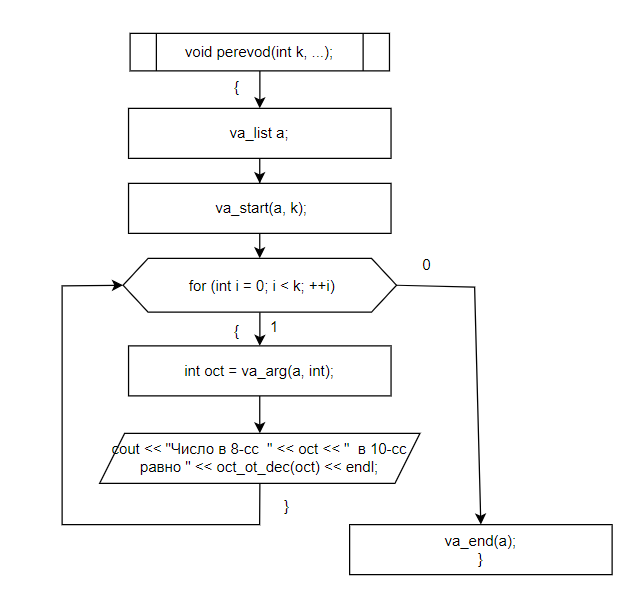 void perevod(int k, ...);
{
va_list a;
va_start(a, k);
0
for (int i = 0; i < k; ++i)
{
1
int oct = va_arg(a, int);
cout << "Число в 8-сс  " << oct << "  в 10-сс
равно " << oct_ot_dec(oct) << endl;
}
va_end(a);
}